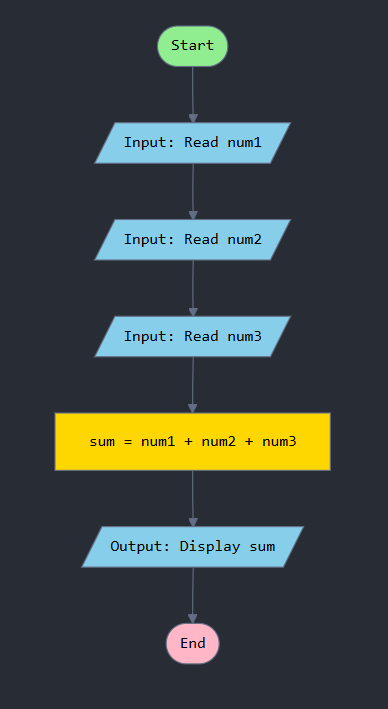 Start
Input: Read num1
Input: Read num2
Input: Read num3
sum = num1 + num2 + num3
Output: Display sum
End